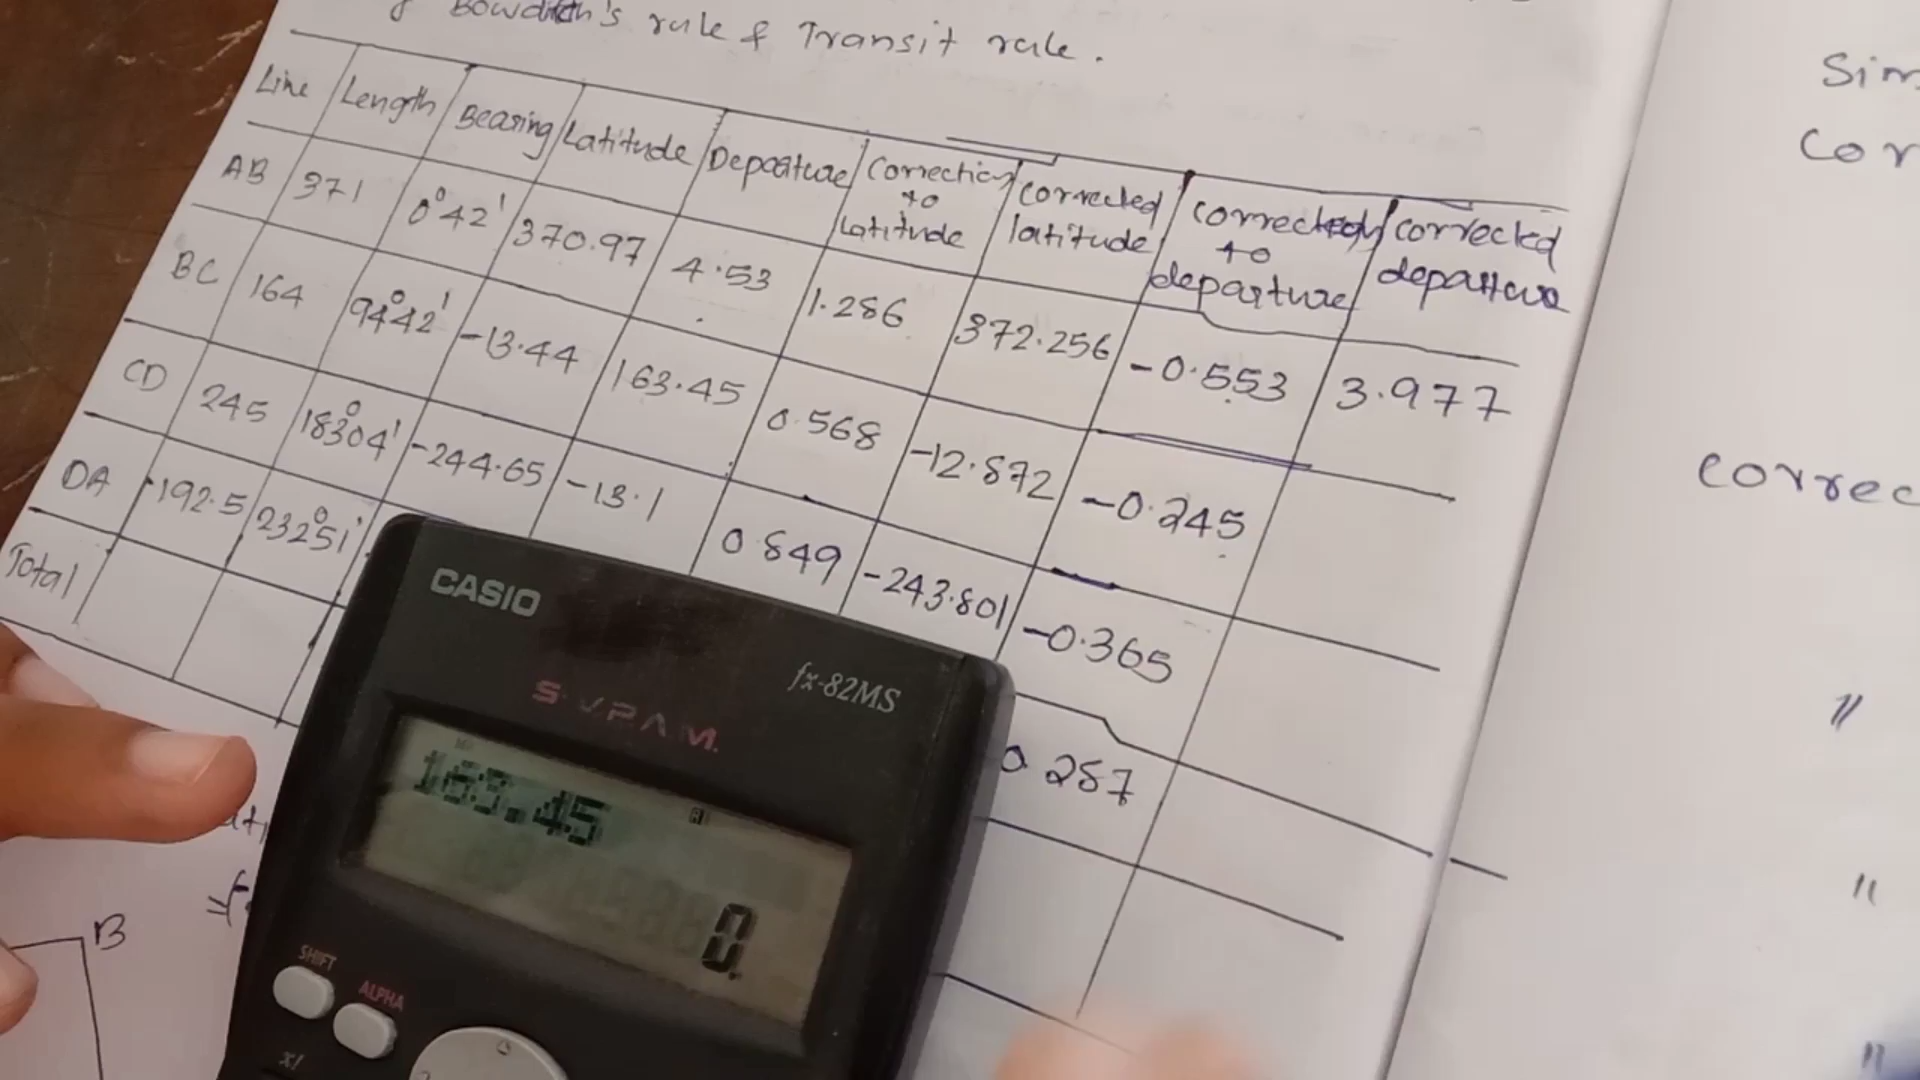 Bowditch's rule & Transit rule.
Line Length Bearing Latitude Departure Correction to latitude corrected latitude corrected to departure corrected departure
AB 371 0°42' 370.97 4.53 1.286 372.256 -0.553 3.977
BC 164 94°42' -13.44 163.45 0.568 -12.872 -0.245
CD 245 183°04' -244.65 -13.1 0.849 -243.801 -0.365
DA 192.5 232°51' 0.287
Total
B
Cor
correc
"
"
"
CASIO
fx-82MS
S-V.P.A.M.
163.45
0.
SHIFT
ALPHA
x!